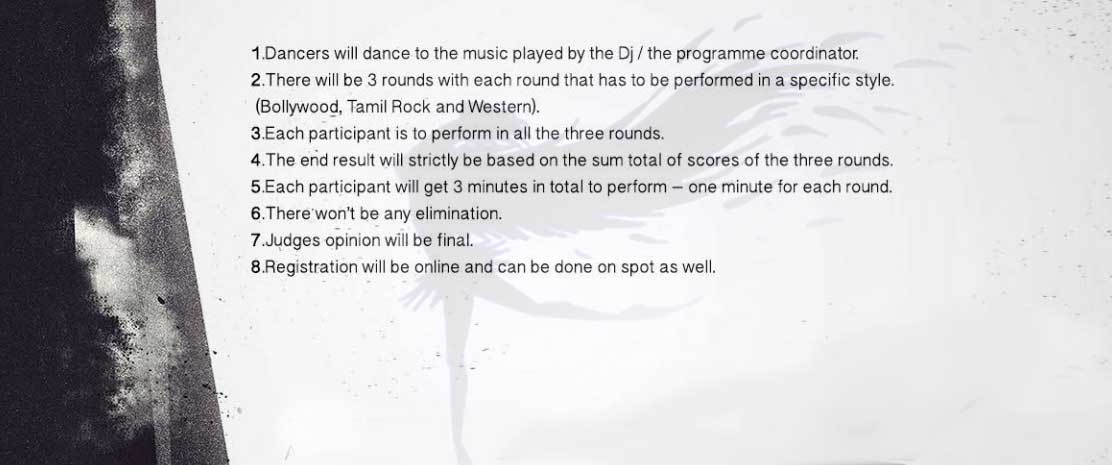 1.Dancers will dance to the music played by the Dj / the programme coordinator.
2.There will be 3 rounds with each round that has to be performed in a specific style.
(Bollywood, Tamil Rock and Western).
3.Each participant is to perform in all the three rounds.
4.The end result will strictly be based on the sum total of scores of the three rounds.
5.Each participant will get 3 minutes in total to perform – one minute for each round.
6.There won't be any elimination.
7.Judges opinion will be final.
8.Registration will be online and can be done on spot as well.